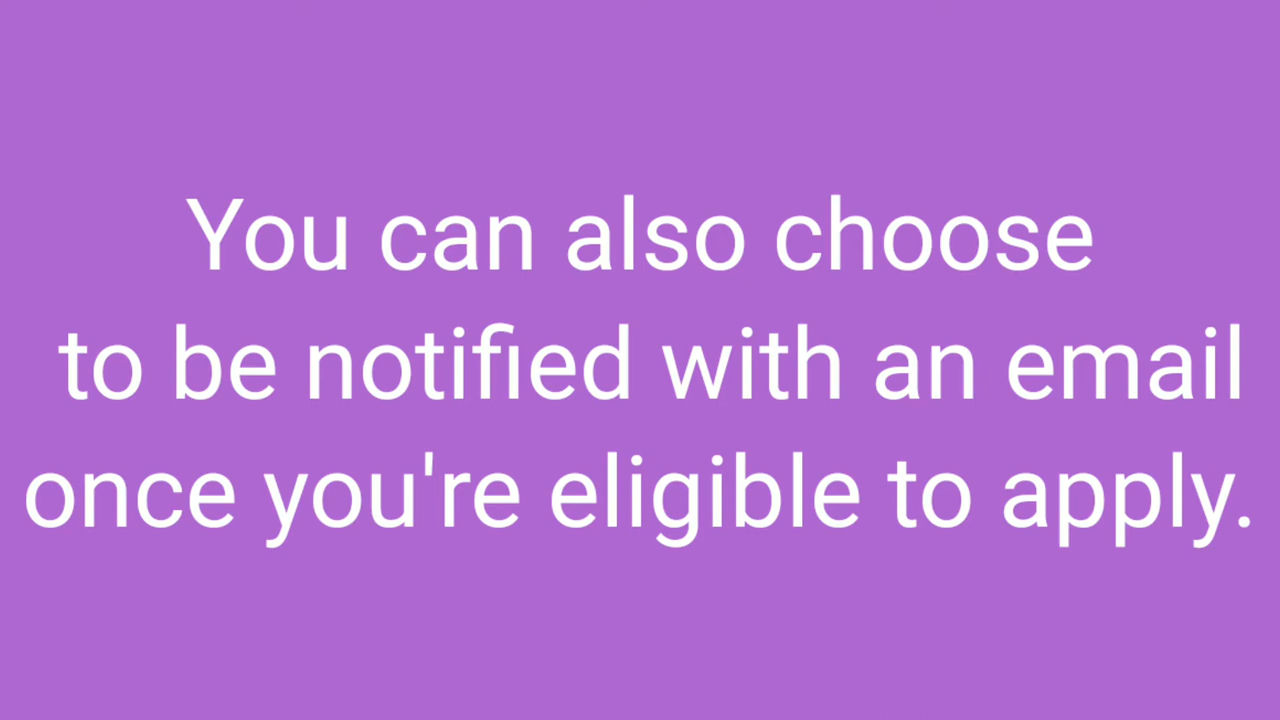 You can also choose
to be notified with an email
once you're eligible to apply.